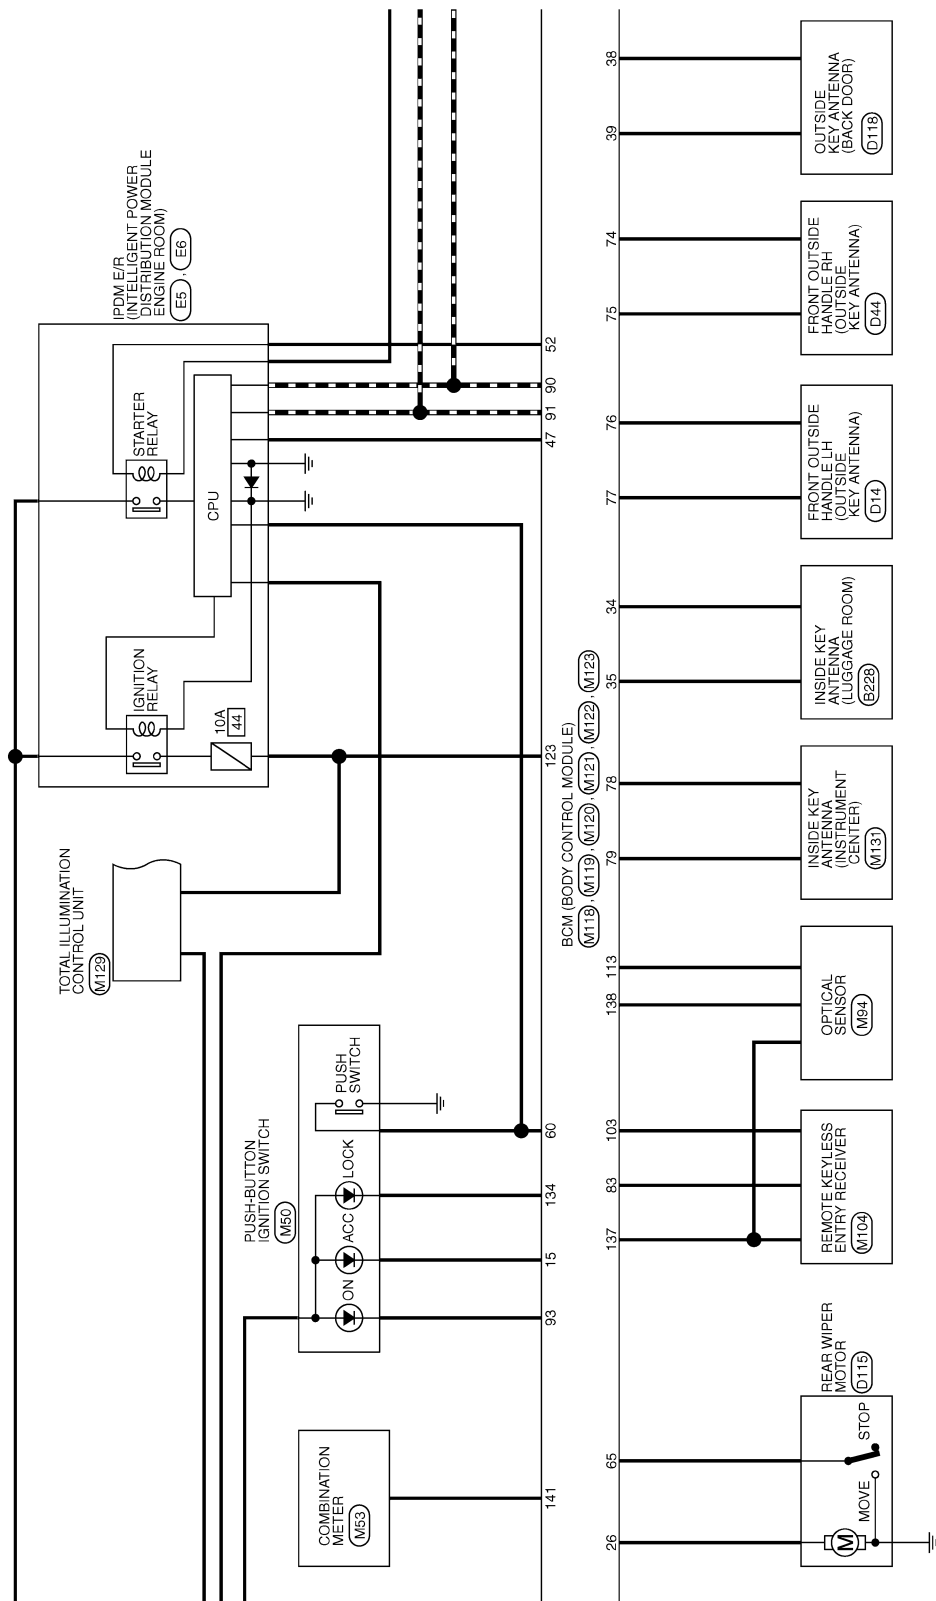 IPDM E/R
(INTELLIGENT POWER
DISTRIBUTION MODULE
ENGINE ROOM)
E5 , E6
STARTER
RELAY
CPU
IGNITION
RELAY
10A
44
TOTAL ILLUMINATION
CONTROL UNIT
M129
PUSH-BUTTON
IGNITION SWITCH
M50
PUSH
SWITCH
LOCK
ACC
ON
COMBINATION
METER
M53
52
90
91
47
123
60
134
15
93
141
BCM (BODY CONTROL MODULE)
M118 , M119 , M120 , M121 , M122 , M123
38
39
74
75
76
77
34
35
78
79
113
138
103
83
137
65
26
OUTSIDE
KEY ANTENNA
(BACK DOOR)
D118
FRONT OUTSIDE
HANDLE RH
(OUTSIDE
KEY ANTENNA)
D44
FRONT OUTSIDE
HANDLE LH
(OUTSIDE
KEY ANTENNA)
D14
INSIDE KEY
ANTENNA
(LUGGAGE ROOM)
B228
INSIDE KEY
ANTENNA
(INSTRUMENT
CENTER)
M131
OPTICAL
SENSOR
M94
REMOTE KEYLESS
ENTRY RECEIVER
M104
REAR WIPER
MOTOR
D115
STOP
MOVE
M